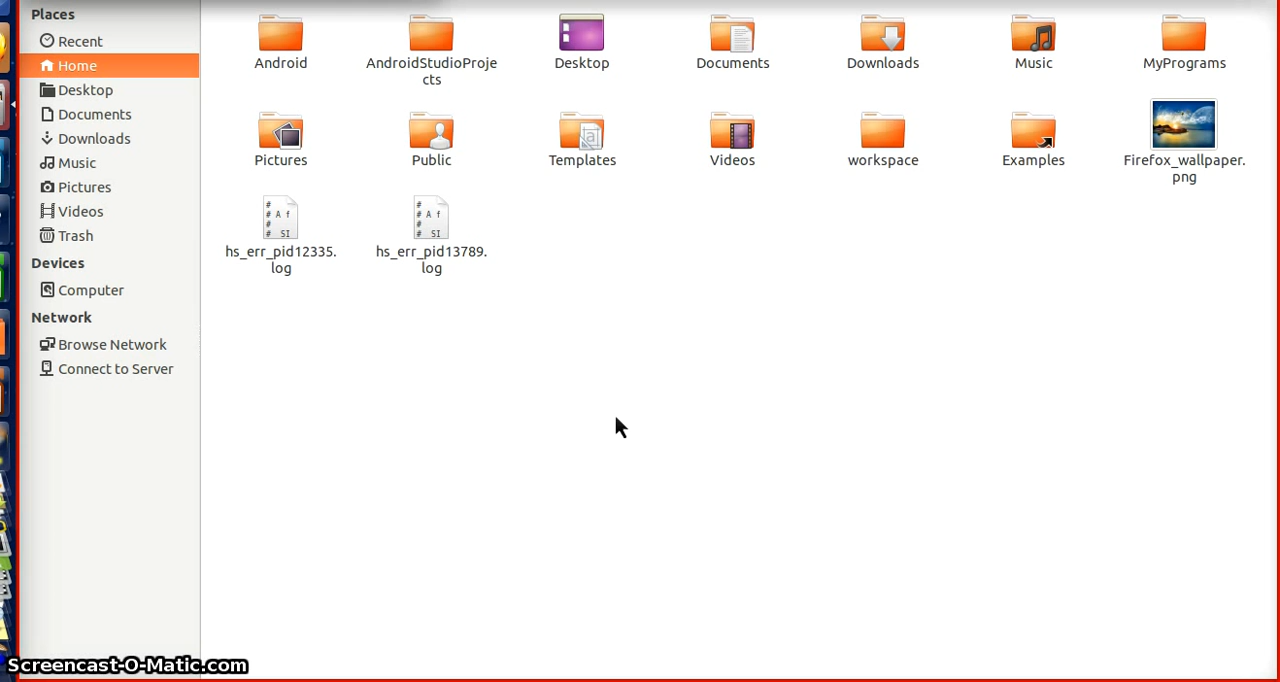 Places
Recent
Home
Desktop
Documents
Downloads
Music
Pictures
Videos
Trash
Devices
Computer
Network
Browse Network
Connect to Server
Android
AndroidStudioProje
cts
Desktop
Documents
Downloads
Music
MyPrograms
Pictures
Public
Templates
Videos
workspace
Examples
Firefox_wallpaper.
png
hs_err_pid12335.
log
hs_err_pid13789.
log
Screencast-O-Matic.com